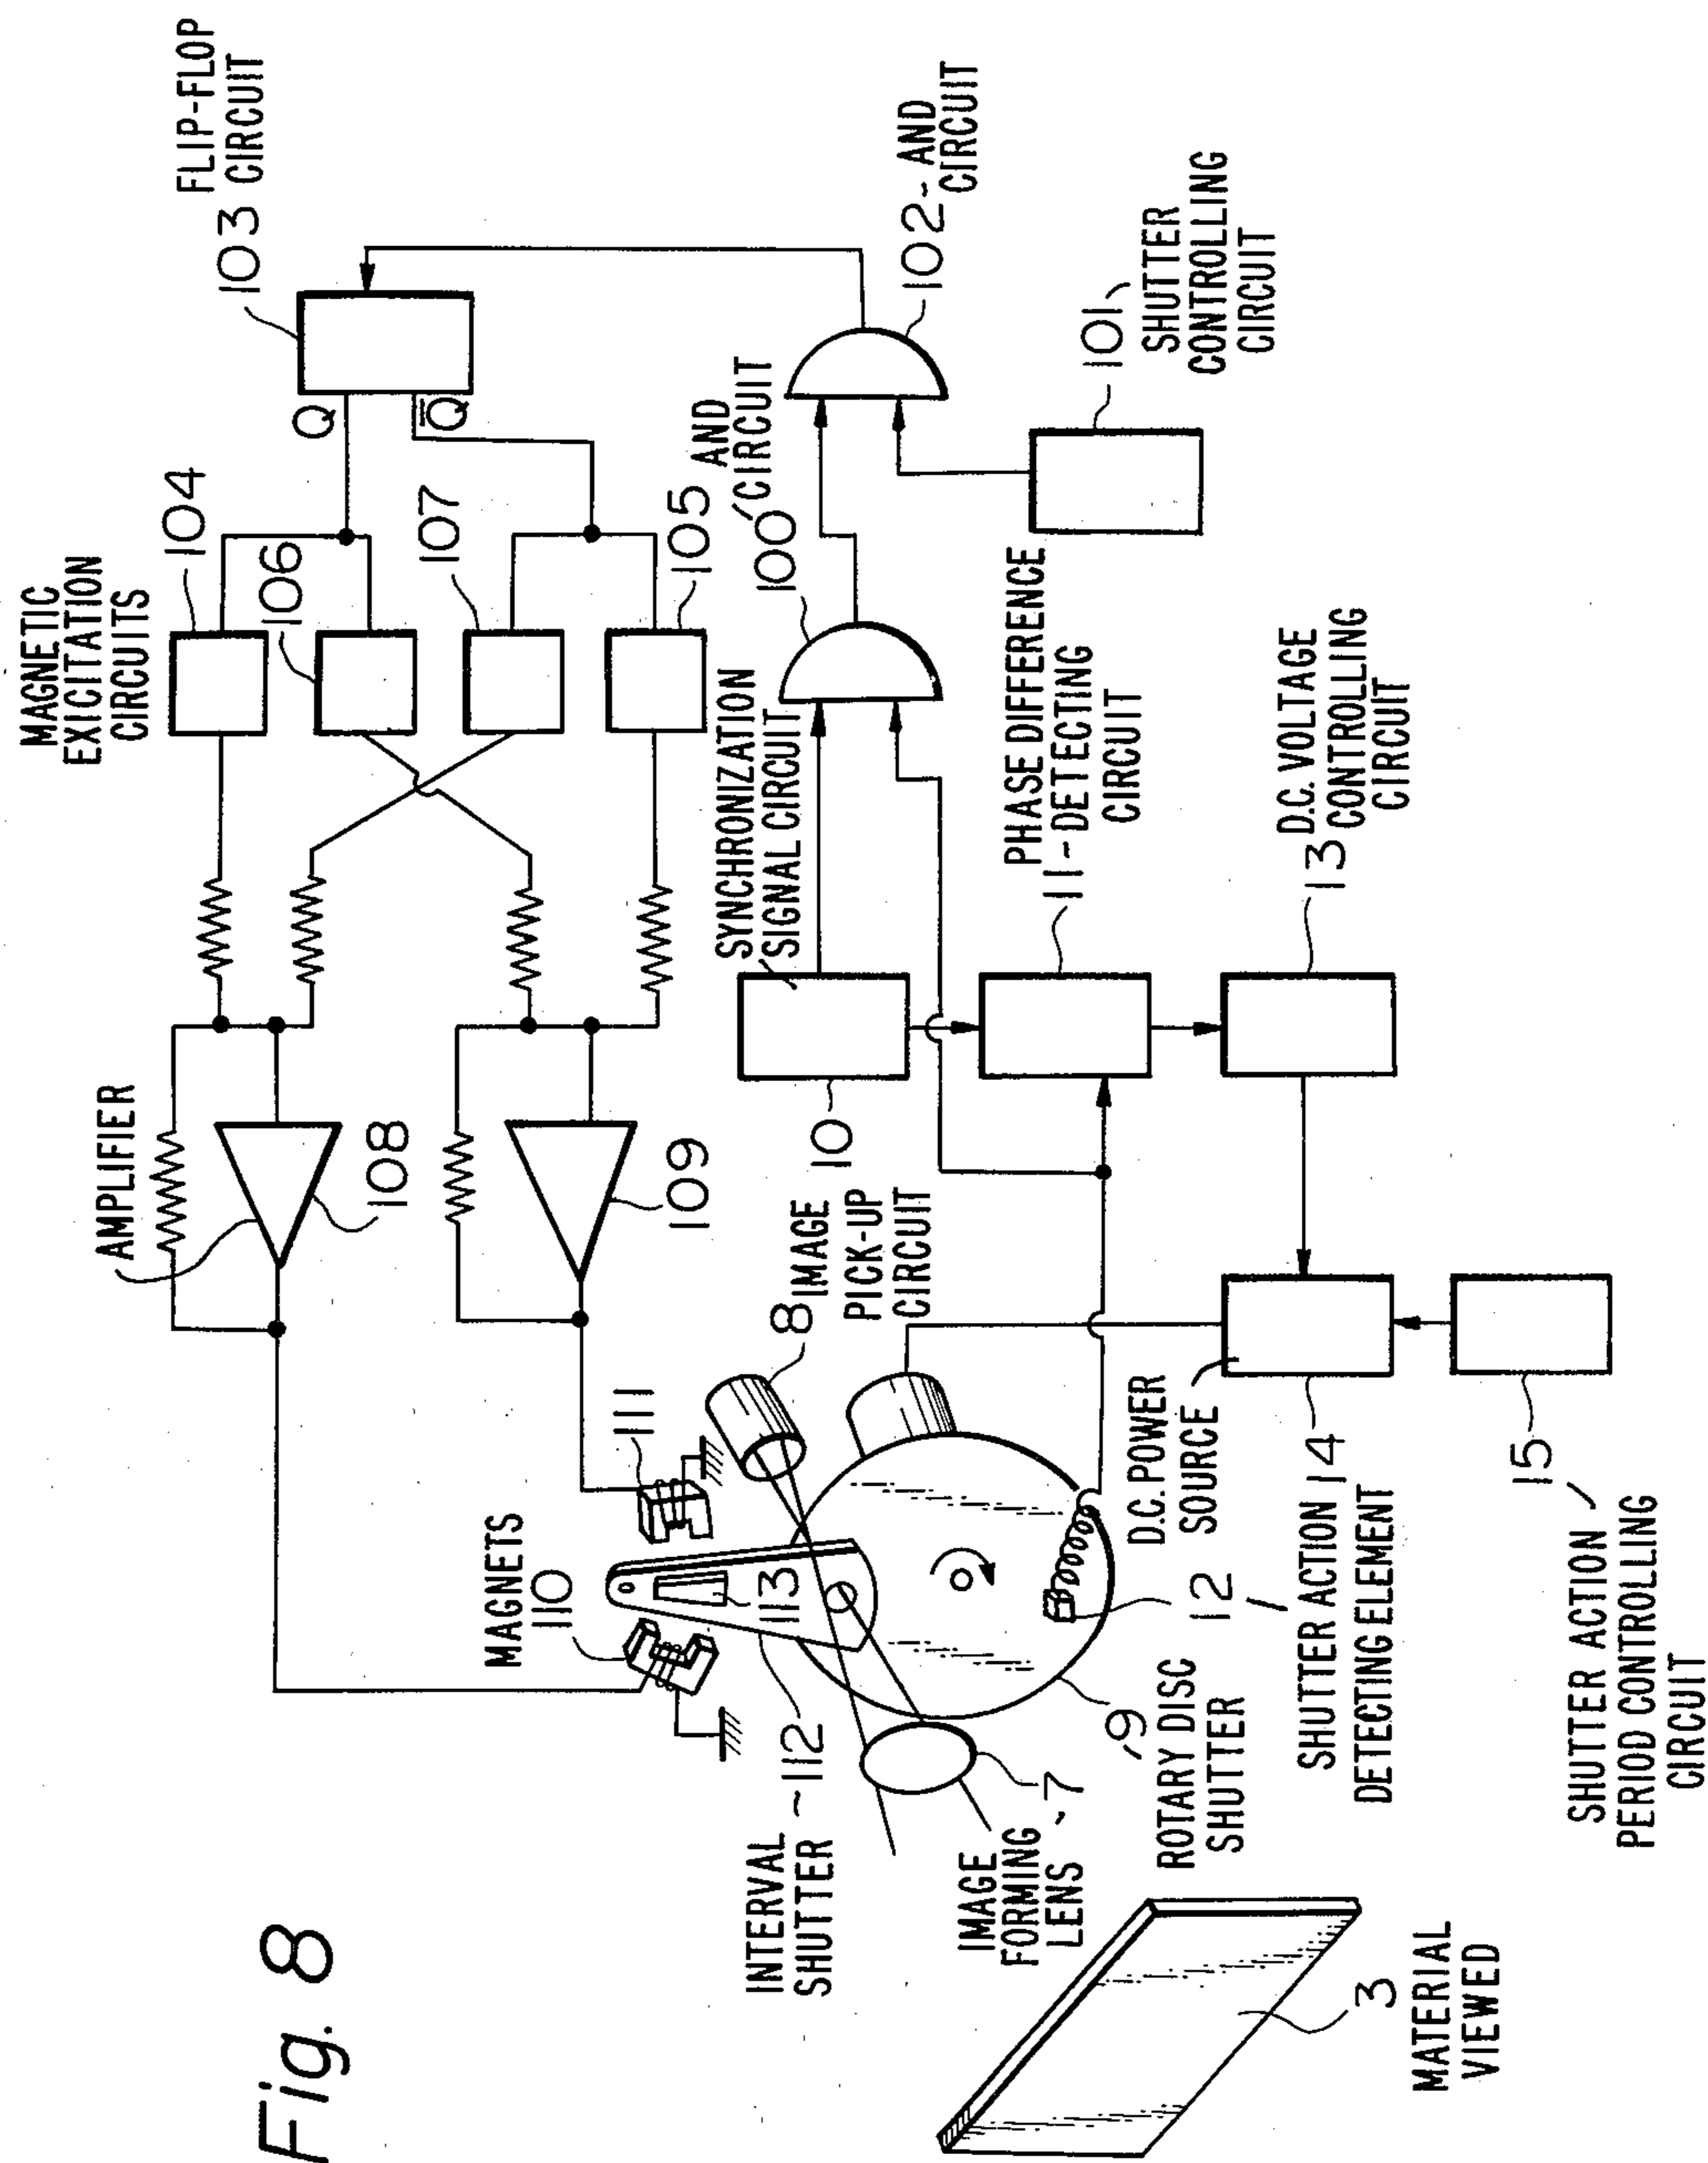 Fig. 8
MAGNETIC
EXICITATION
CIRCUITS
104
106
107
105
Q
Q̅
103
FLIP-FLOP
CIRCUIT
AMPLIFIER
108
109
MAGNETS
110
111
113
INTERVAL
SHUTTER
112
8
IMAGE
PICK-UP
CIRCUIT
10
SYNCHRONIZATION
SIGNAL CIRCUIT
100
AND
CIRCUIT
102
AND
CIRCUIT
101
SHUTTER
CONTROLLING
CIRCUIT
PHASE DIFFERENCE
11-DETECTING
CIRCUIT
13
D.C. VOLTAGE
CONTROLLING
CIRCUIT
IMAGE
FORMING
LENS
7
9
ROTARY DISC
SHUTTER
12
SHUTTER ACTION
DETECTING ELEMENT
D.C. POWER
SOURCE
14
15
SHUTTER ACTION
PERIOD CONTROLLING
CIRCUIT
3
MATERIAL
VIEWED